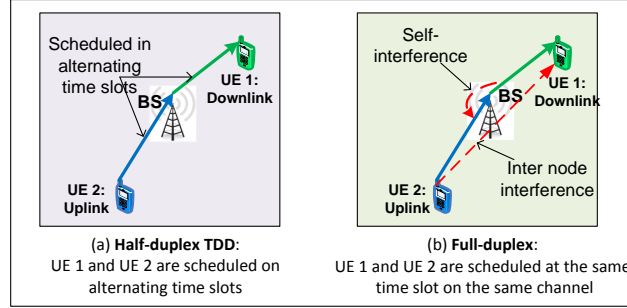 Scheduled in
alternating
time slots
BS
UE 1:
Downlink
UE 2:
Uplink
(a) Half-duplex TDD:
UE 1 and UE 2 are scheduled on
alternating time slots
Self-
interference
BS
UE 1:
Downlink
Inter node
interference
UE 2:
Uplink
(b) Full-duplex:
UE 1 and UE 2 are scheduled at the same
time slot on the same channel